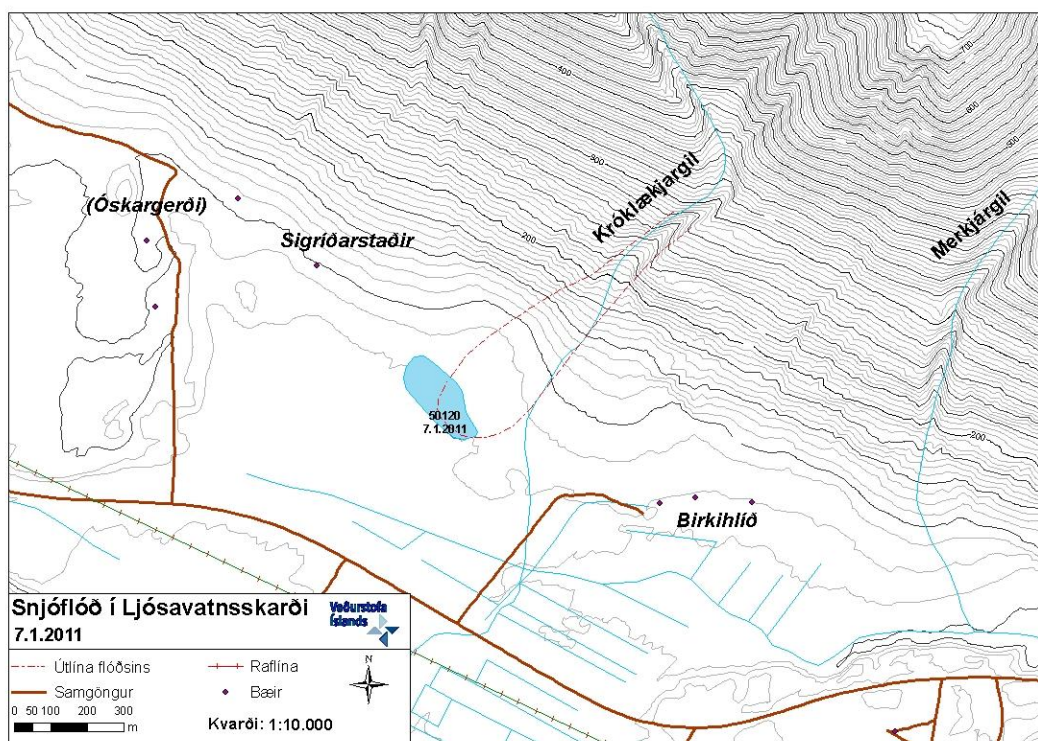 700
400
600
500
300
Króklækjargil
(Óskargerði)
Merkjárgil
Sigríðarstaðir
200
50120
7.1.2011
200
Birkihlíð
Snjóflóð í Ljósavatnsskarði
7.1.2011
Veðurstofa
Íslands
Útlína flóðsins
Raflína
N
Samgöngur
Bæir
0 50 100 200 300
m
Kvarði: 1:10.000